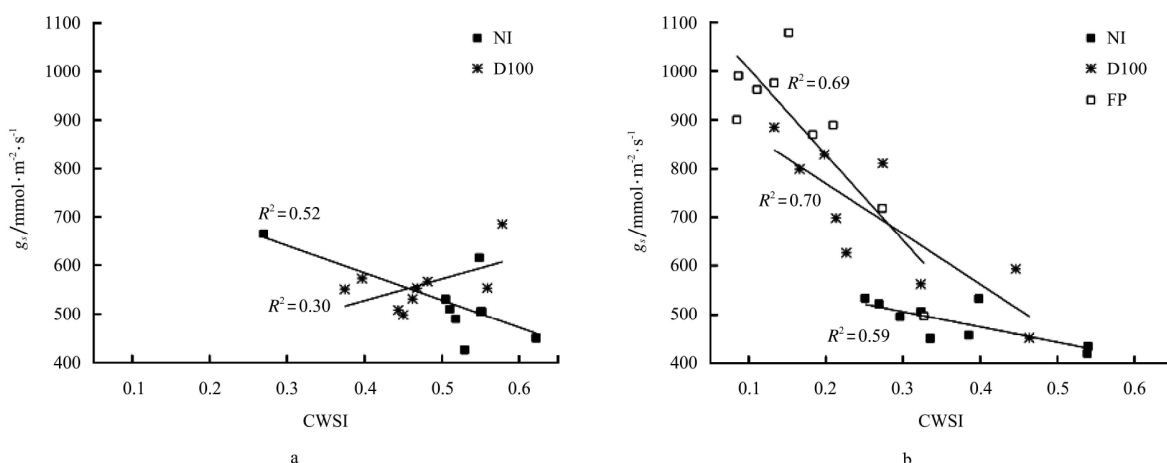 1100
1000
900
800
700
600
500
400
gₛ/mmol·m⁻²·s⁻¹
NI
D100
R²=0.52
R²=0.30
0.1 0.2 0.3 0.4 0.5 0.6
CWSI
a
1100
1000
900
800
700
600
500
400
gₛ/mmol·m⁻²·s⁻¹
NI
D100
FP
R²=0.69
R²=0.70
R²=0.59
0.1 0.2 0.3 0.4 0.5 0.6
CWSI
b